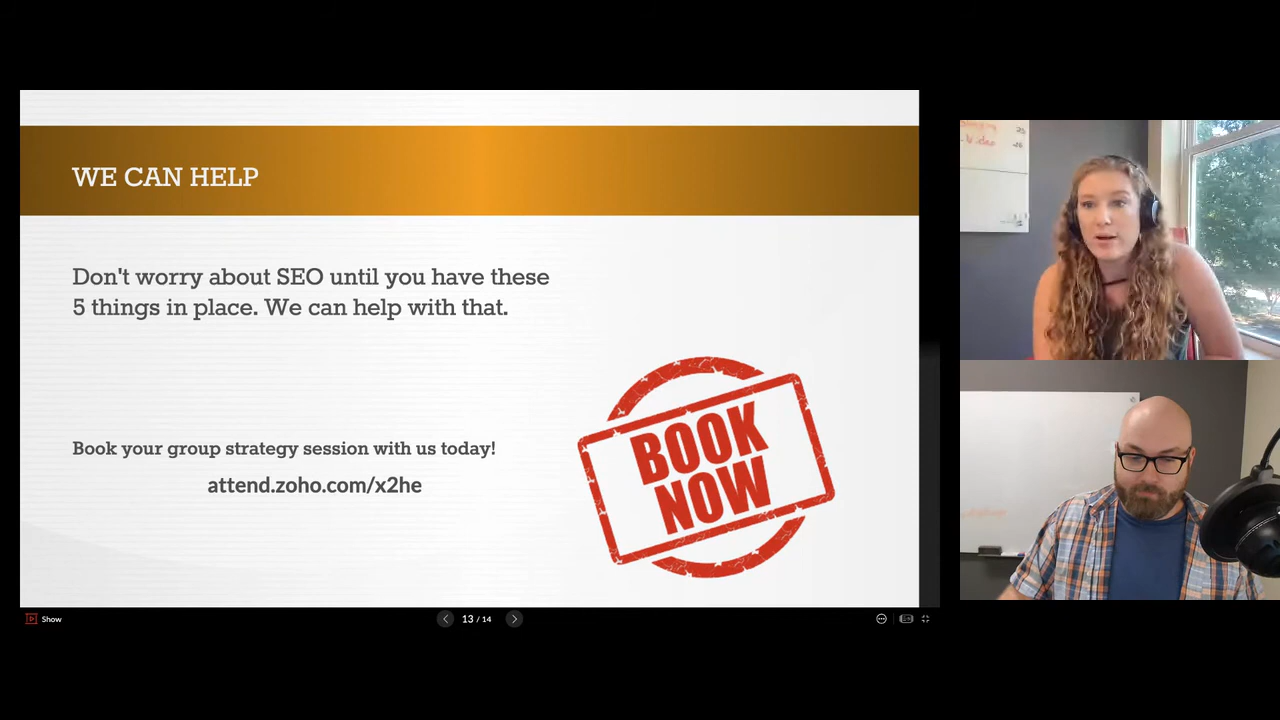 WE CAN HELP
Don't worry about SEO until you have these
5 things in place. We can help with that.
Book your group strategy session with us today!
attend.zoho.com/x2he
BOOK
NOW
Show
13 / 14